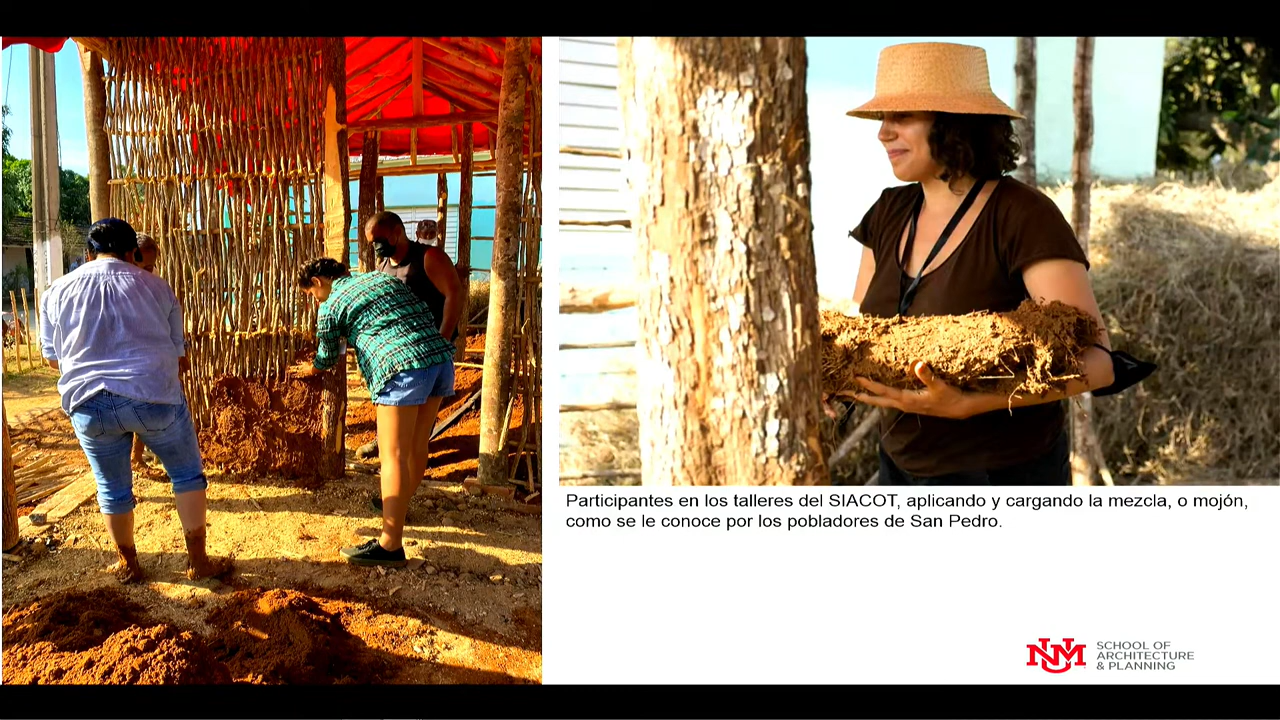 Participantes en los talleres del SIACOT, aplicando y cargando la mezcla, o mojón,
como se le conoce por los pobladores de San Pedro.
UNM
SCHOOL OF
ARCHITECTURE
& PLANNING